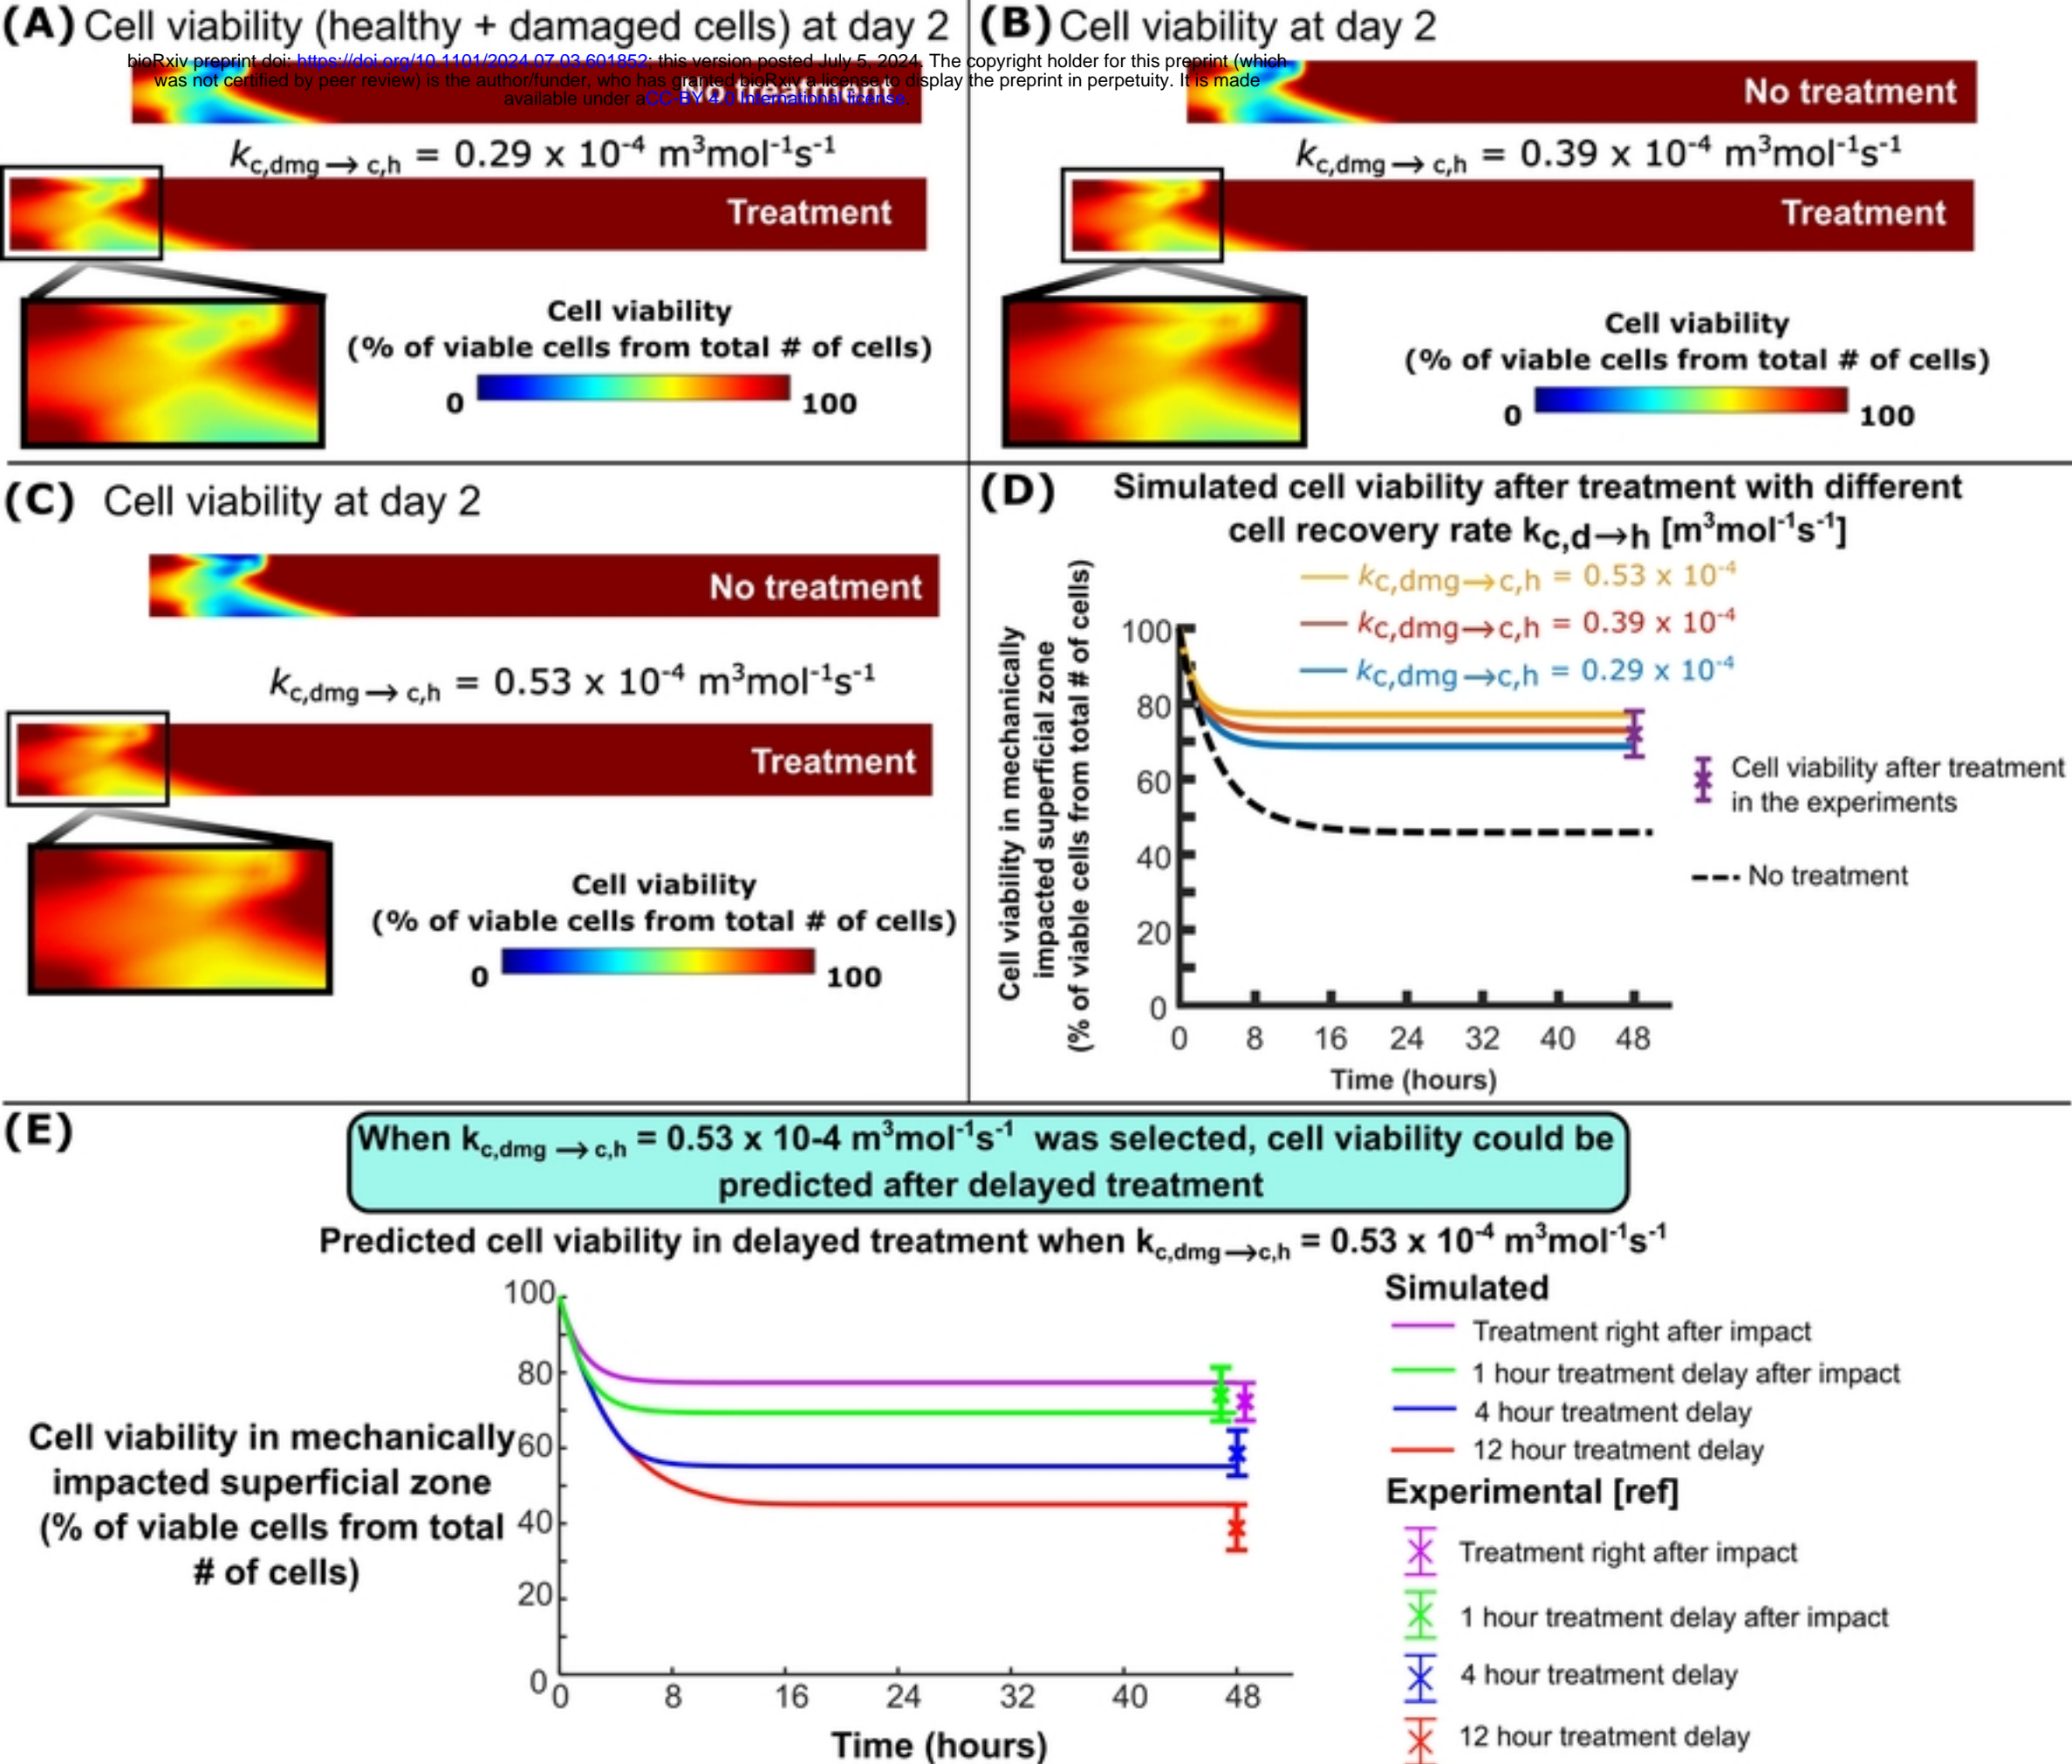 (A) Cell viability (healthy + damaged cells) at day 2
bioRxiv preprint doi: https://doi.org/10.1101/2024.07.03.601852; this version posted July 5, 2024. The copyright holder for this preprint (which
was not certified by peer review) is the author/funder, who has granted bioRxiv a license to display the preprint in perpetuity. It is made
available under aCC-BY 4.0 International license.
No treatment
kc,dmg → c,h = 0.29 x 10-4 m3mol-1s-1
Treatment
Cell viability
(% of viable cells from total # of cells)
0 100
(B) Cell viability at day 2
No treatment
kc,dmg → c,h = 0.39 x 10-4 m3mol-1s-1
Treatment
Cell viability
(% of viable cells from total # of cells)
0 100
(C) Cell viability at day 2
No treatment
kc,dmg → c,h = 0.53 x 10-4 m3mol-1s-1
Treatment
Cell viability
(% of viable cells from total # of cells)
0 100
(D) Simulated cell viability after treatment with different
cell recovery rate kc,d→h [m3mol-1s-1]
kc,dmg→c,h = 0.53 x 10-4
kc,dmg→c,h = 0.39 x 10-4
kc,dmg→c,h = 0.29 x 10-4
Cell viability in mechanically
impacted superficial zone
(% of viable cells from total # of cells)
100
80
60
40
20
0
0 8 16 24 32 40 48
Time (hours)
Cell viability after treatment
in the experiments
No treatment
(E)
When kc,dmg → c,h = 0.53 x 10-4 m3mol-1s-1 was selected, cell viability could be
predicted after delayed treatment
Predicted cell viability in delayed treatment when kc,dmg→c,h = 0.53 x 10-4 m3mol-1s-1
Cell viability in mechanically
impacted superficial zone
(% of viable cells from total
# of cells)
100
80
60
40
20
0
0 8 16 24 32 40 48
Time (hours)
Simulated
Treatment right after impact
1 hour treatment delay after impact
4 hour treatment delay
12 hour treatment delay
Experimental [ref]
Treatment right after impact
1 hour treatment delay after impact
4 hour treatment delay
12 hour treatment delay